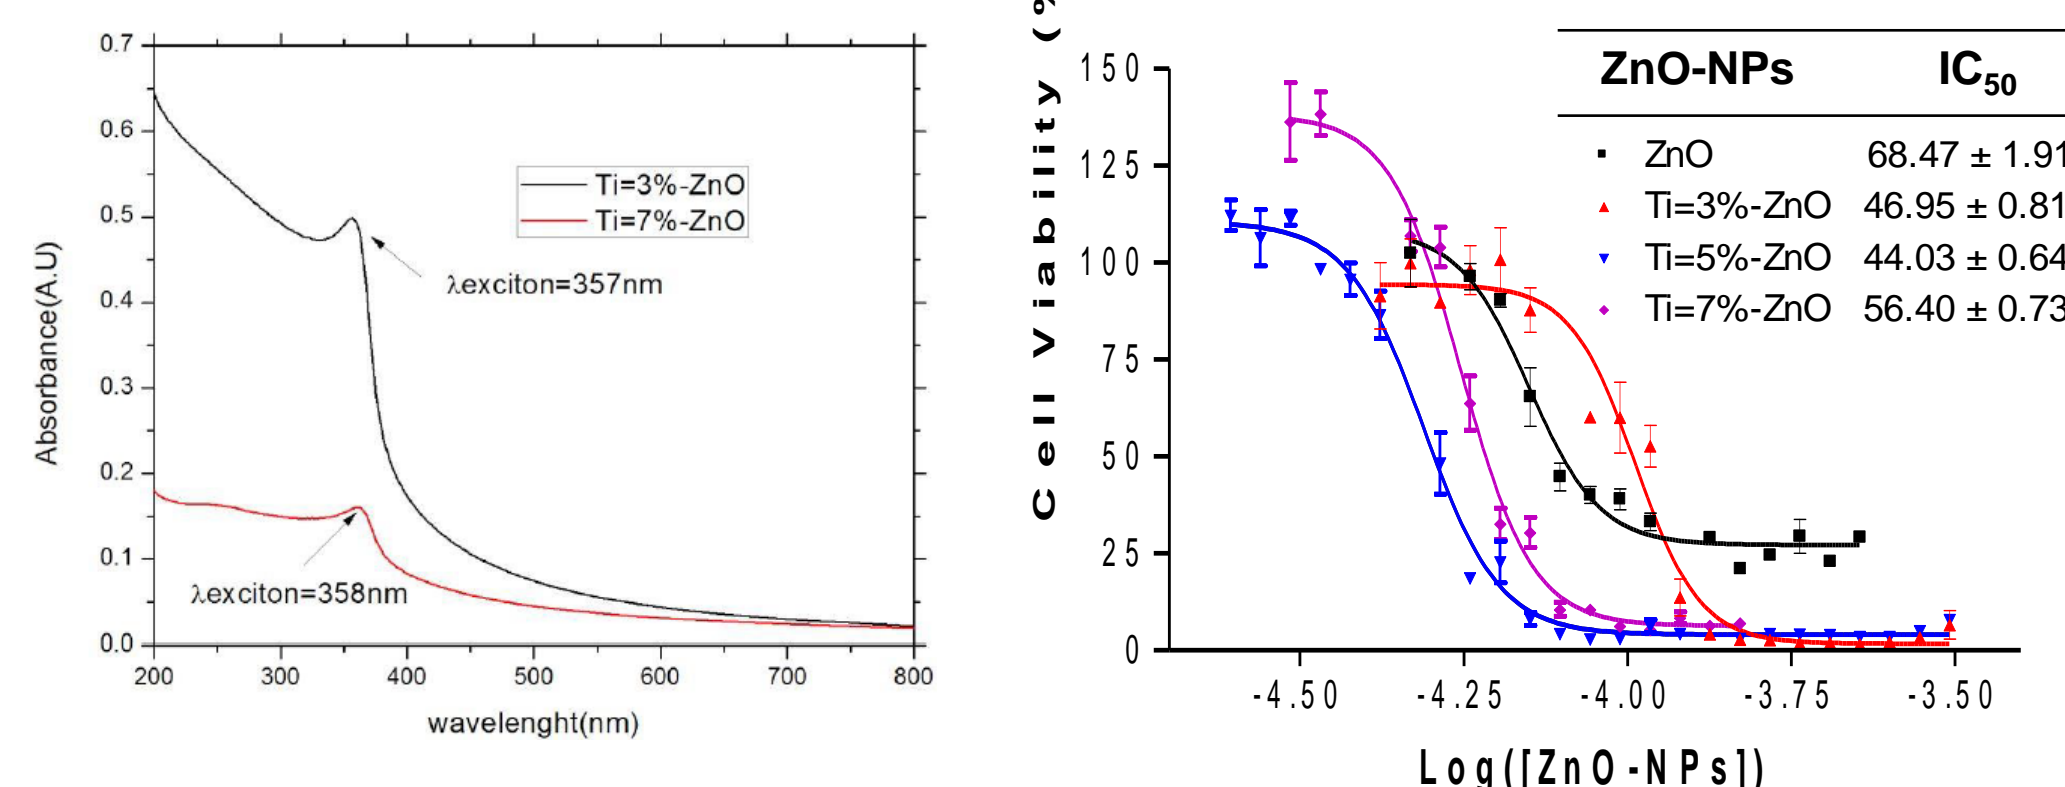 0.7
0.6
0.5
0.4
0.3
0.2
0.1
0.0
Absorbance(A.U)
200 300 400 500 600 700 800
wavelenght(nm)
Ti=3%-ZnO
Ti=7%-ZnO
λexciton=357nm
λexciton=358nm
Cell Viability (%
150
125
100
75
50
25
0
-4.50 -4.25 -4.00 -3.75 -3.50
Log([ZnO-NPs])
ZnO-NPs IC50
ZnO 68.47 ± 1.91
Ti=3%-ZnO 46.95 ± 0.81
Ti=5%-ZnO 44.03 ± 0.64
Ti=7%-ZnO 56.40 ± 0.73